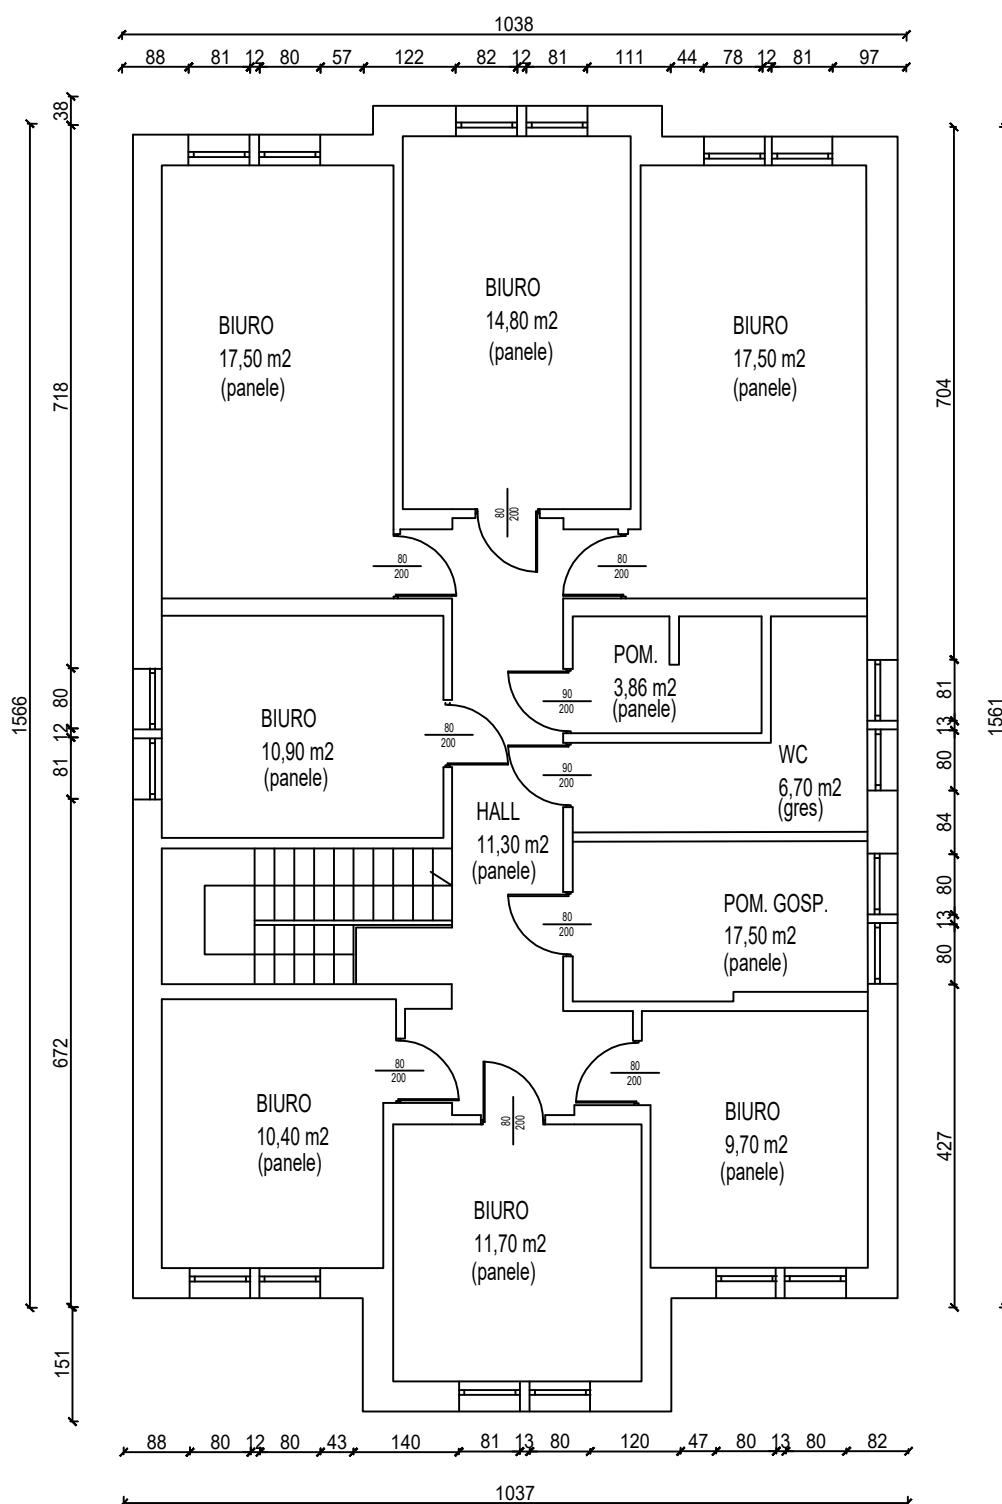 1038
88 81 12 80 57 122 82 12 81 111 44 78 12 81 97
38
718
80
12
81
672
151
1566
704
81
13
80
84
80
13
80
427
1561
BIURO
17,50 m2
(panele)
BIURO
14,80 m2
(panele)
BIURO
17,50 m2
(panele)
80
200
80
200
80
200
POM.
3,86 m2
(panele)
90
200
BIURO
10,90 m2
(panele)
80
200
90
200
WC
6,70 m2
(gres)
HALL
11,30 m2
(panele)
POM. GOSP.
17,50 m2
(panele)
80
200
BIURO
10,40 m2
(panele)
80
200
80
200
80
200
BIURO
9,70 m2
(panele)
BIURO
11,70 m2
(panele)
88 80 12 80 43 140 81 13 80 120 47 80 13 80 82
1037